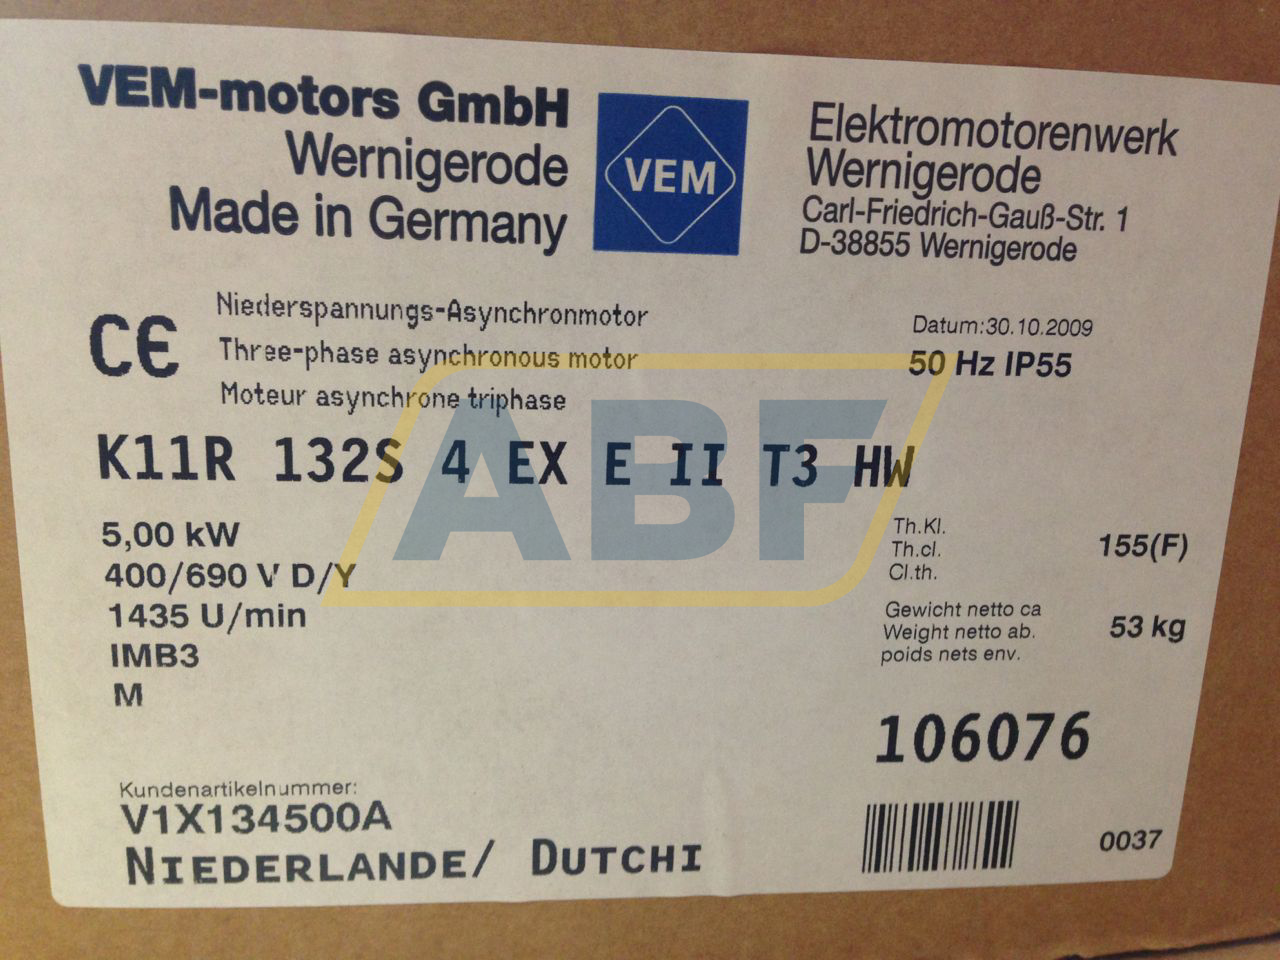 VEM-motors GmbH
Wernigerode
Made in Germany
VEM
Elektromotorenwerk
Wernigerode
Carl-Friedrich-Gauß-Str. 1
D-38855 Wernigerode
CE
Niederspannungs-Asynchronmotor
Three-phase asynchronous motor
Moteur asynchrone triphase
Datum:30.10.2009
50 Hz IP55
K11R 132S 4 EX E II T3 HW
ABF
5,00 kW
400/690 V D/Y
1435 U/min
IMB3
M
Th.Kl.
Th.cl.
Cl.th.
155(F)
Gewicht netto ca
Weight netto ab.
poids nets env.
53 kg
106076
Kundenartikelnummer:
V1X134500A
NIEDERLANDE/ DUTCHI
0037